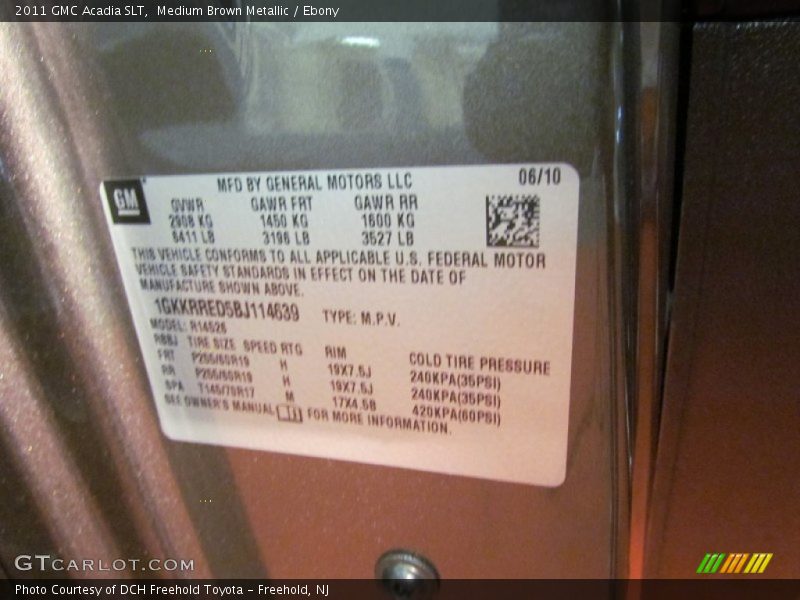 2011 GMC Acadia SLT, Medium Brown Metallic / Ebony
GM MFD BY GENERAL MOTORS LLC 06/10
GVWR GAWR FRT GAWR RR
2908 KG 1450 KG 1600 KG
6411 LB 3196 LB 3527 LB
THIS VEHICLE CONFORMS TO ALL APPLICABLE U.S. FEDERAL MOTOR
VEHICLE SAFETY STANDARDS IN EFFECT ON THE DATE OF
MANUFACTURE SHOWN ABOVE.
1GKKRRED5BJ114639 TYPE: M.P.V.
MODEL: R14526
RBBJ TIRE SIZE SPEED RTG RIM COLD TIRE PRESSURE
FRT P255/60R19 H 19X7.5J 240KPA(35PSI)
RR P255/60R19 H 19X7.5J 240KPA(35PSI)
SPA T145/70R17 M 17X4.5B 420KPA(60PSI)
SEE OWNER'S MANUAL FOR MORE INFORMATION.
GTCARLOT.COM
Photo Courtesy of DCH Freehold Toyota - Freehold, NJ